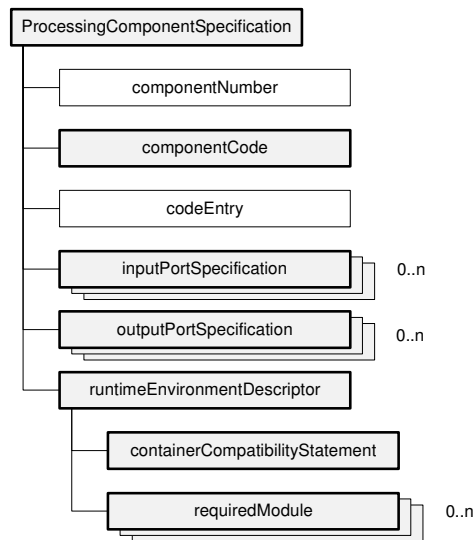 ProcessingComponentSpecification
componentNumber
componentCode
codeEntry
inputPortSpecification 0..n
outputPortSpecification 0..n
runtimeEnvironmentDescriptor
containerCompatibilityStatement
requiredModule 0..n